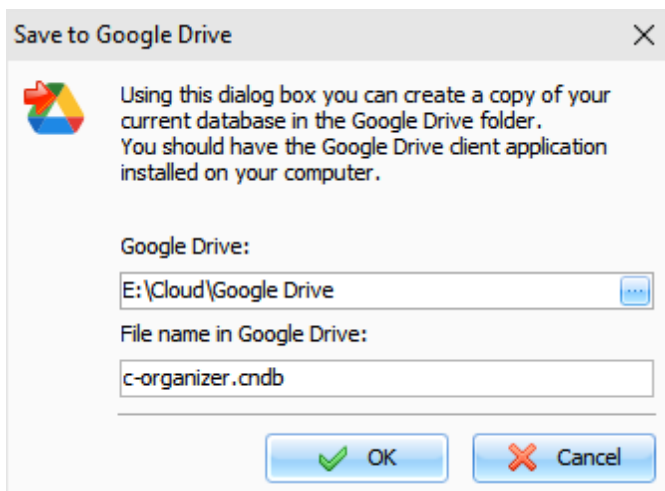 Save to Google Drive
Using this dialog box you can create a copy of your
current database in the Google Drive folder.
You should have the Google Drive client application
installed on your computer.
Google Drive:
E:\Cloud\Google Drive
...
File name in Google Drive:
c-organizer.cndb
OK
Cancel